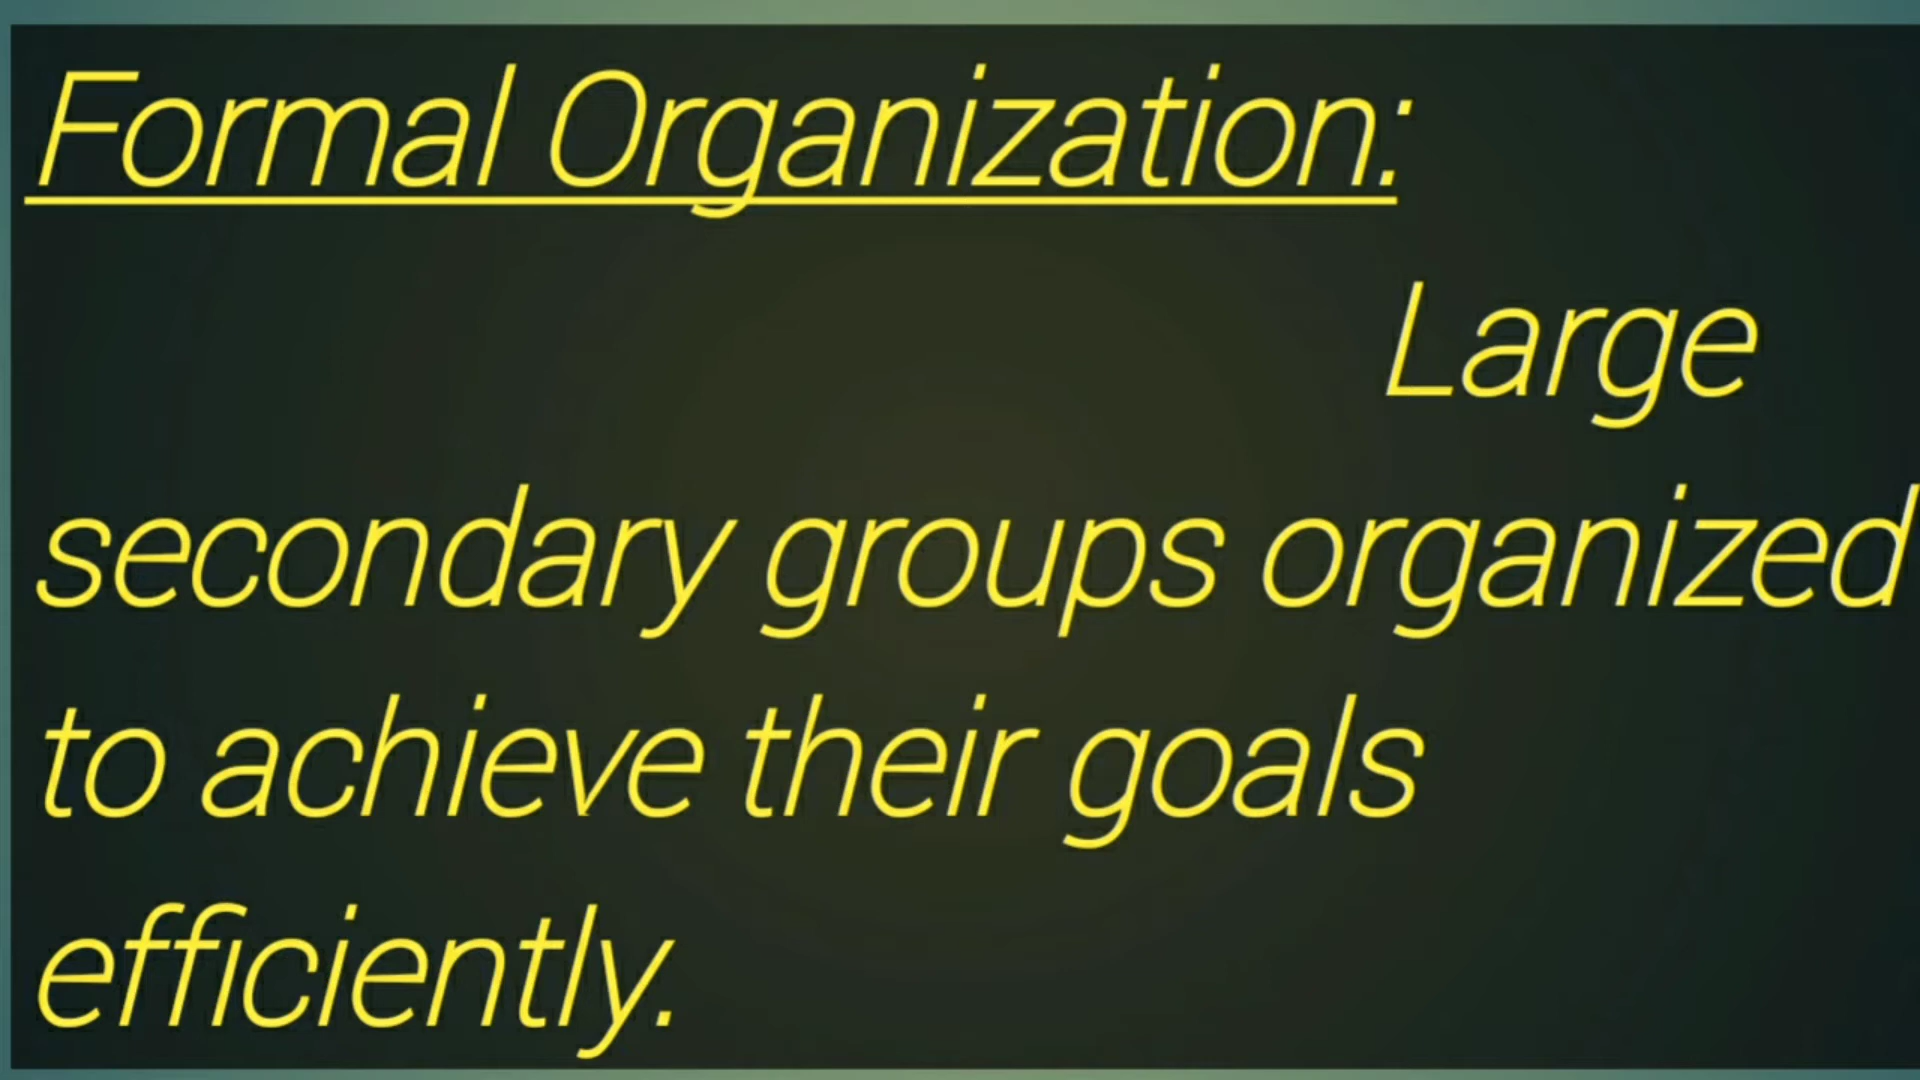 Formal Organization:
Large
secondary groups organized
to achieve their goals
efficiently.